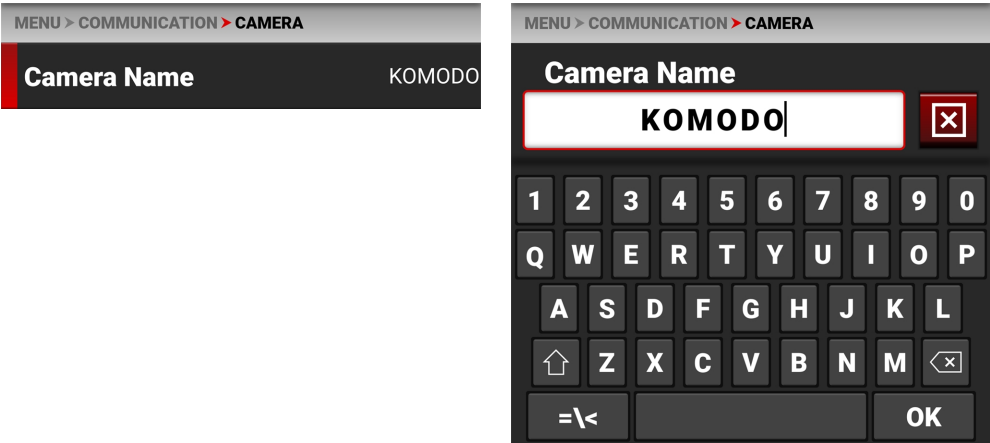 MENU > COMMUNICATION > CAMERA
Camera Name KOMODO
MENU > COMMUNICATION > CAMERA
Camera Name
KOMODO
1 2 3 4 5 6 7 8 9 0
Q W E R T Y U I O P
A S D F G H J K L
Z X C V B N M
=\< OK